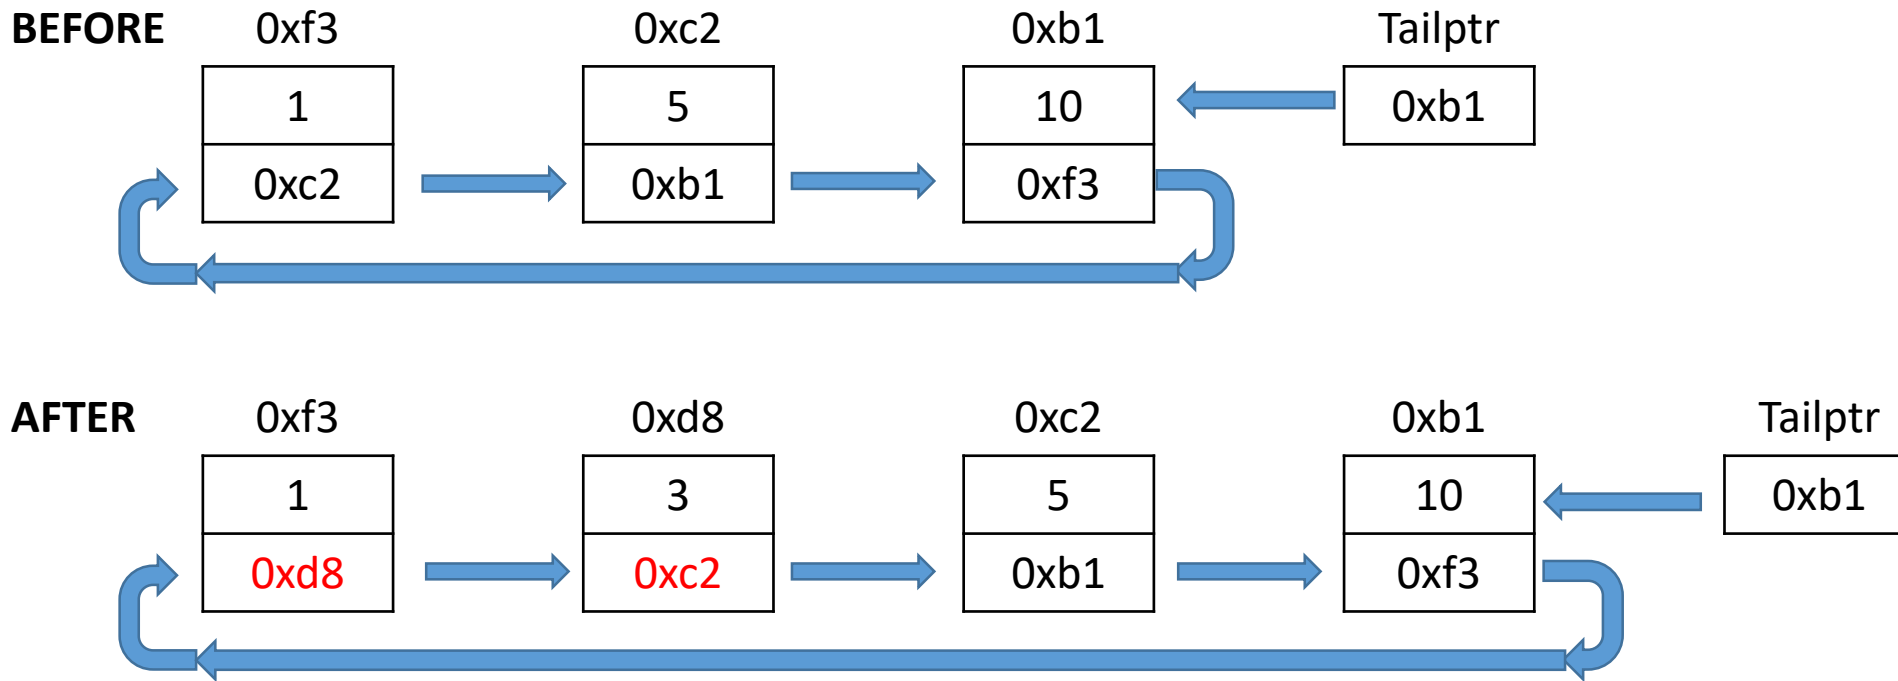 BEFORE 0xf3 0xc2 0xb1 Tailptr
1 5 10 0xb1
0xc2 0xb1 0xf3
AFTER 0xf3 0xd8 0xc2 0xb1 Tailptr
1 3 5 10 0xb1
0xd8 0xc2 0xb1 0xf3